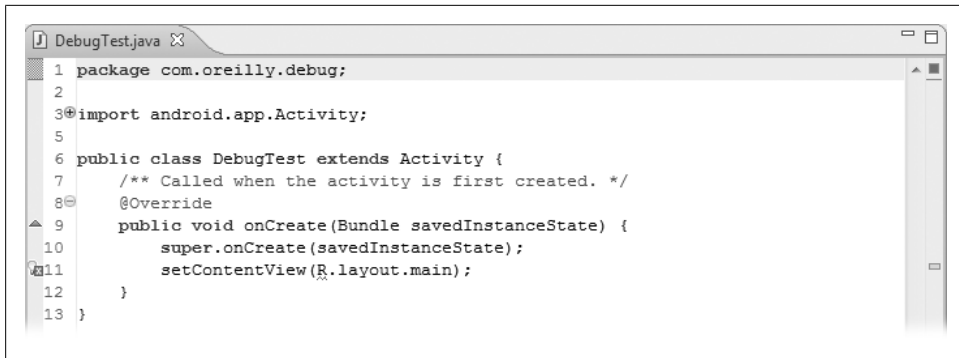 DebugTest.java
1 package com.oreilly.debug;
2
3 import android.app.Activity;
5
6 public class DebugTest extends Activity {
7 /** Called when the activity is first created. */
8 @Override
9 public void onCreate(Bundle savedInstanceState) {
10 super.onCreate(savedInstanceState);
11 setContentView(R.layout.main);
12 }
13 }